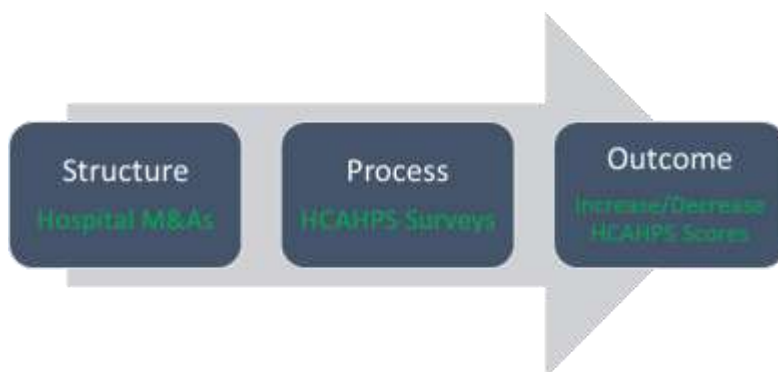 Structure
Hospital M&As
Process
HCAHPS Surveys
Outcome
Increase/Decrease
HCAHPS Scores